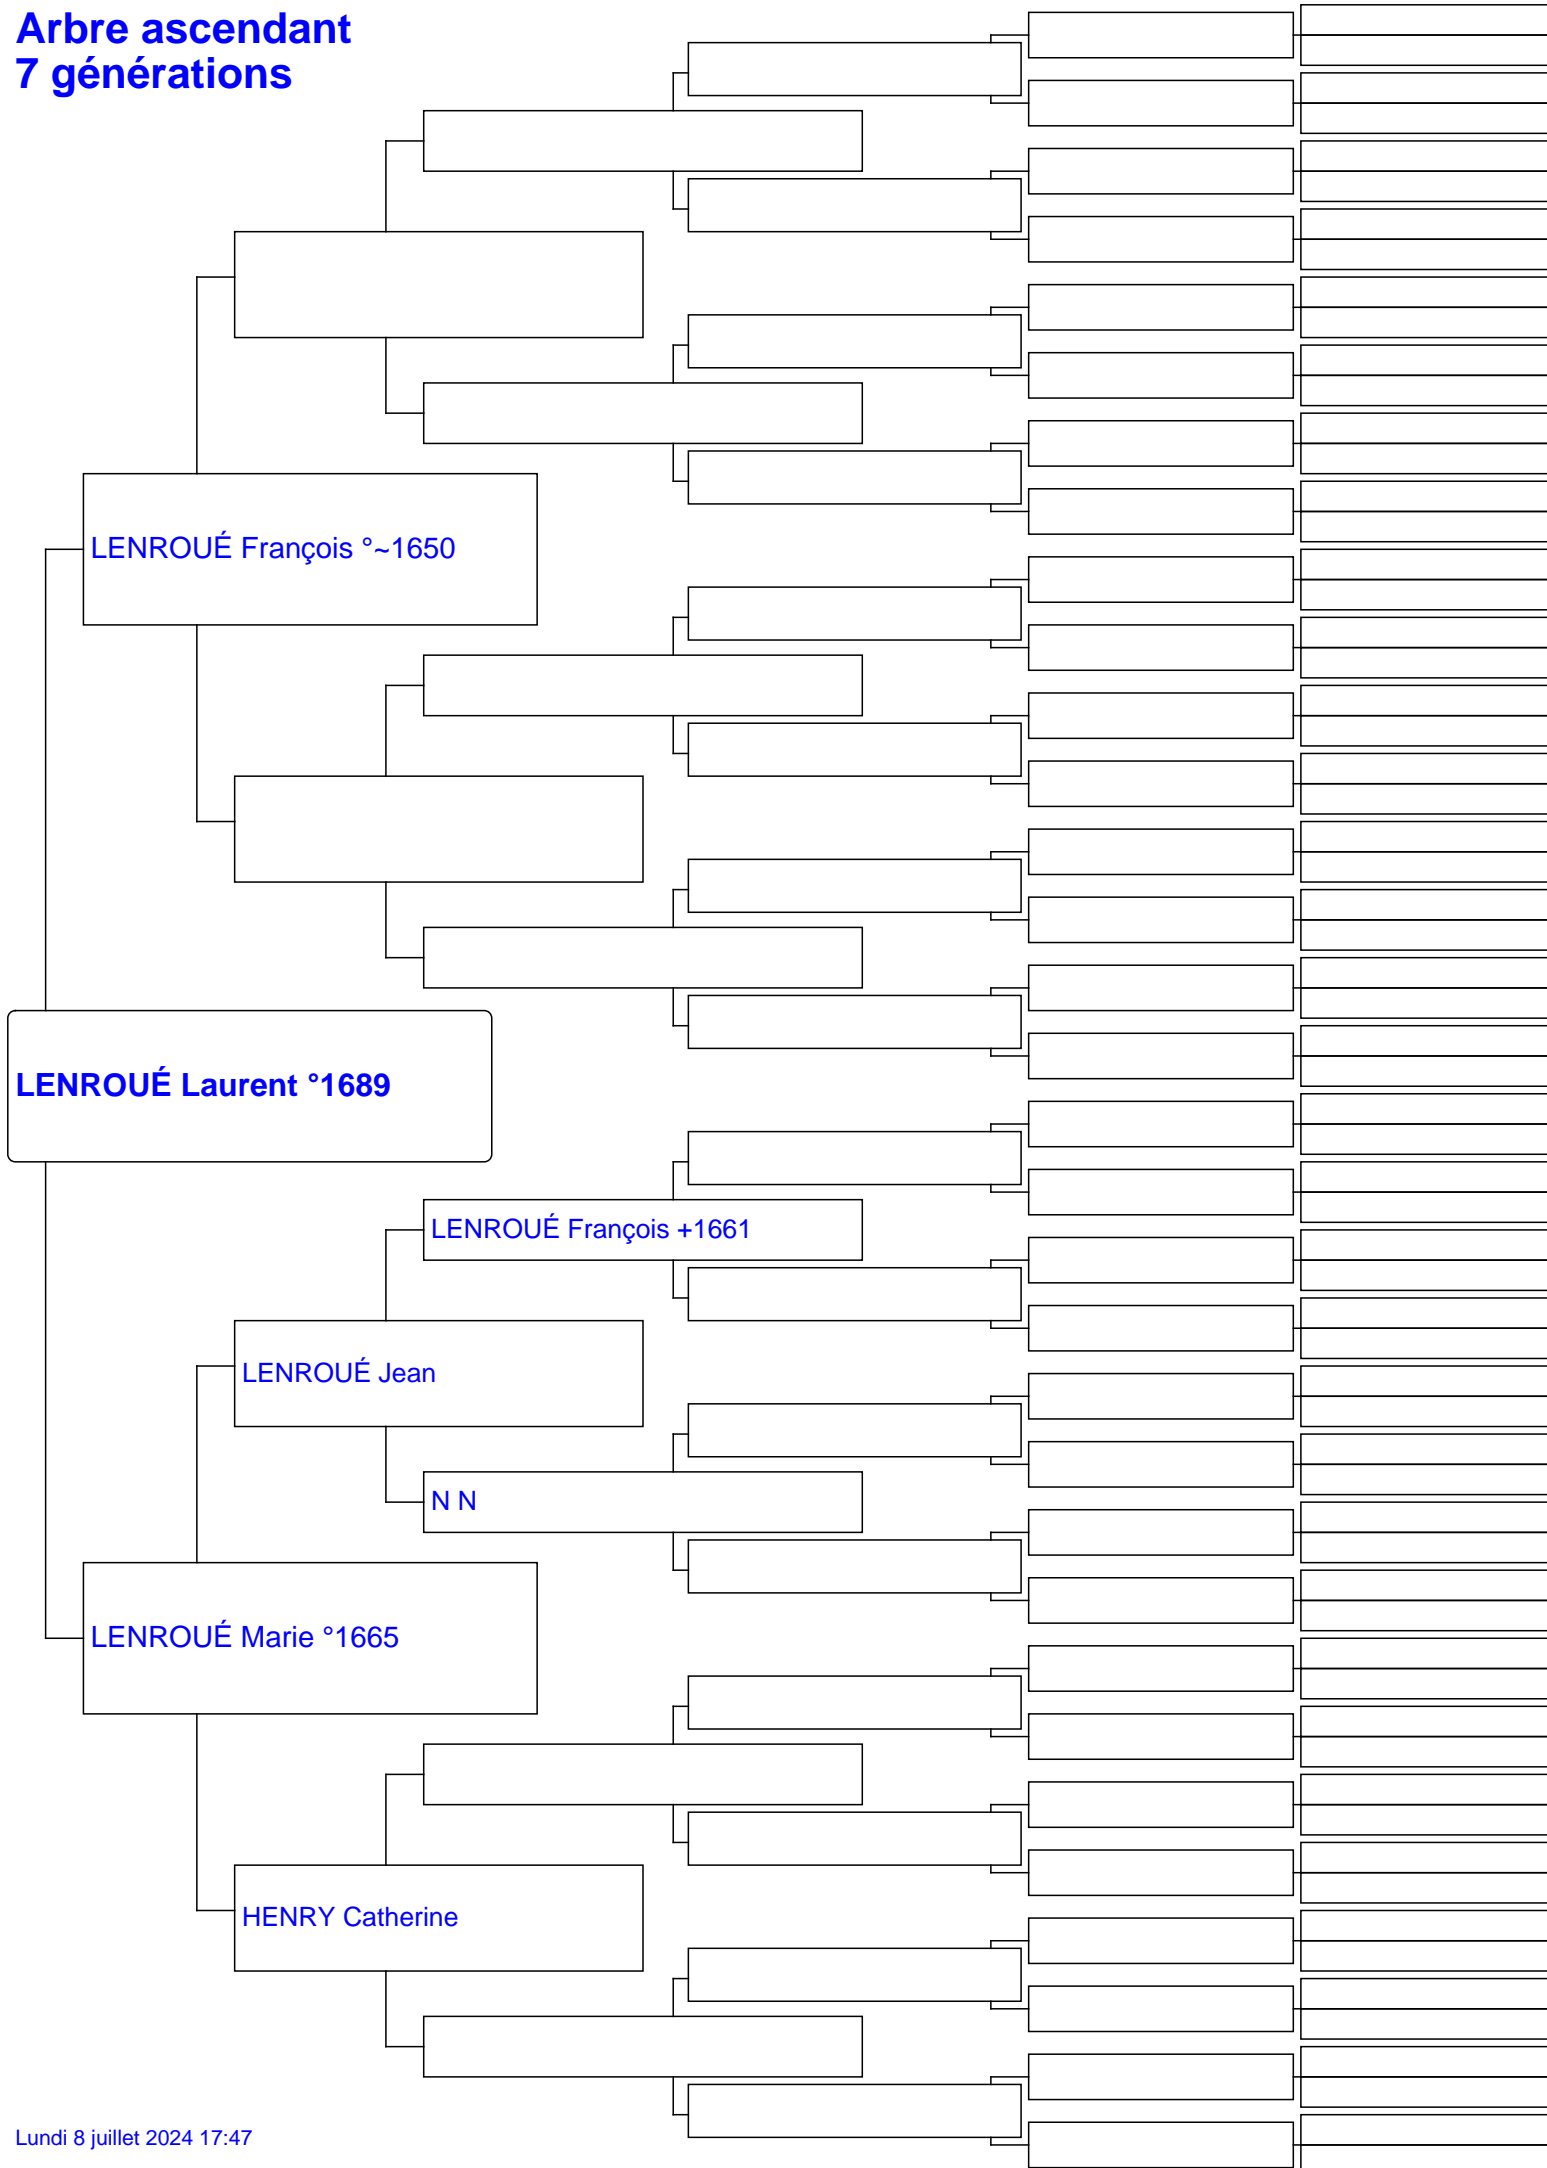 Arbre ascendant
7 générations
LENROUÉ François °~1650
LENROUÉ Laurent °1689
LENROUÉ François +1661
LENROUÉ Jean
N N
LENROUÉ Marie °1665
HENRY Catherine
Lundi 8 juillet 2024 17:47